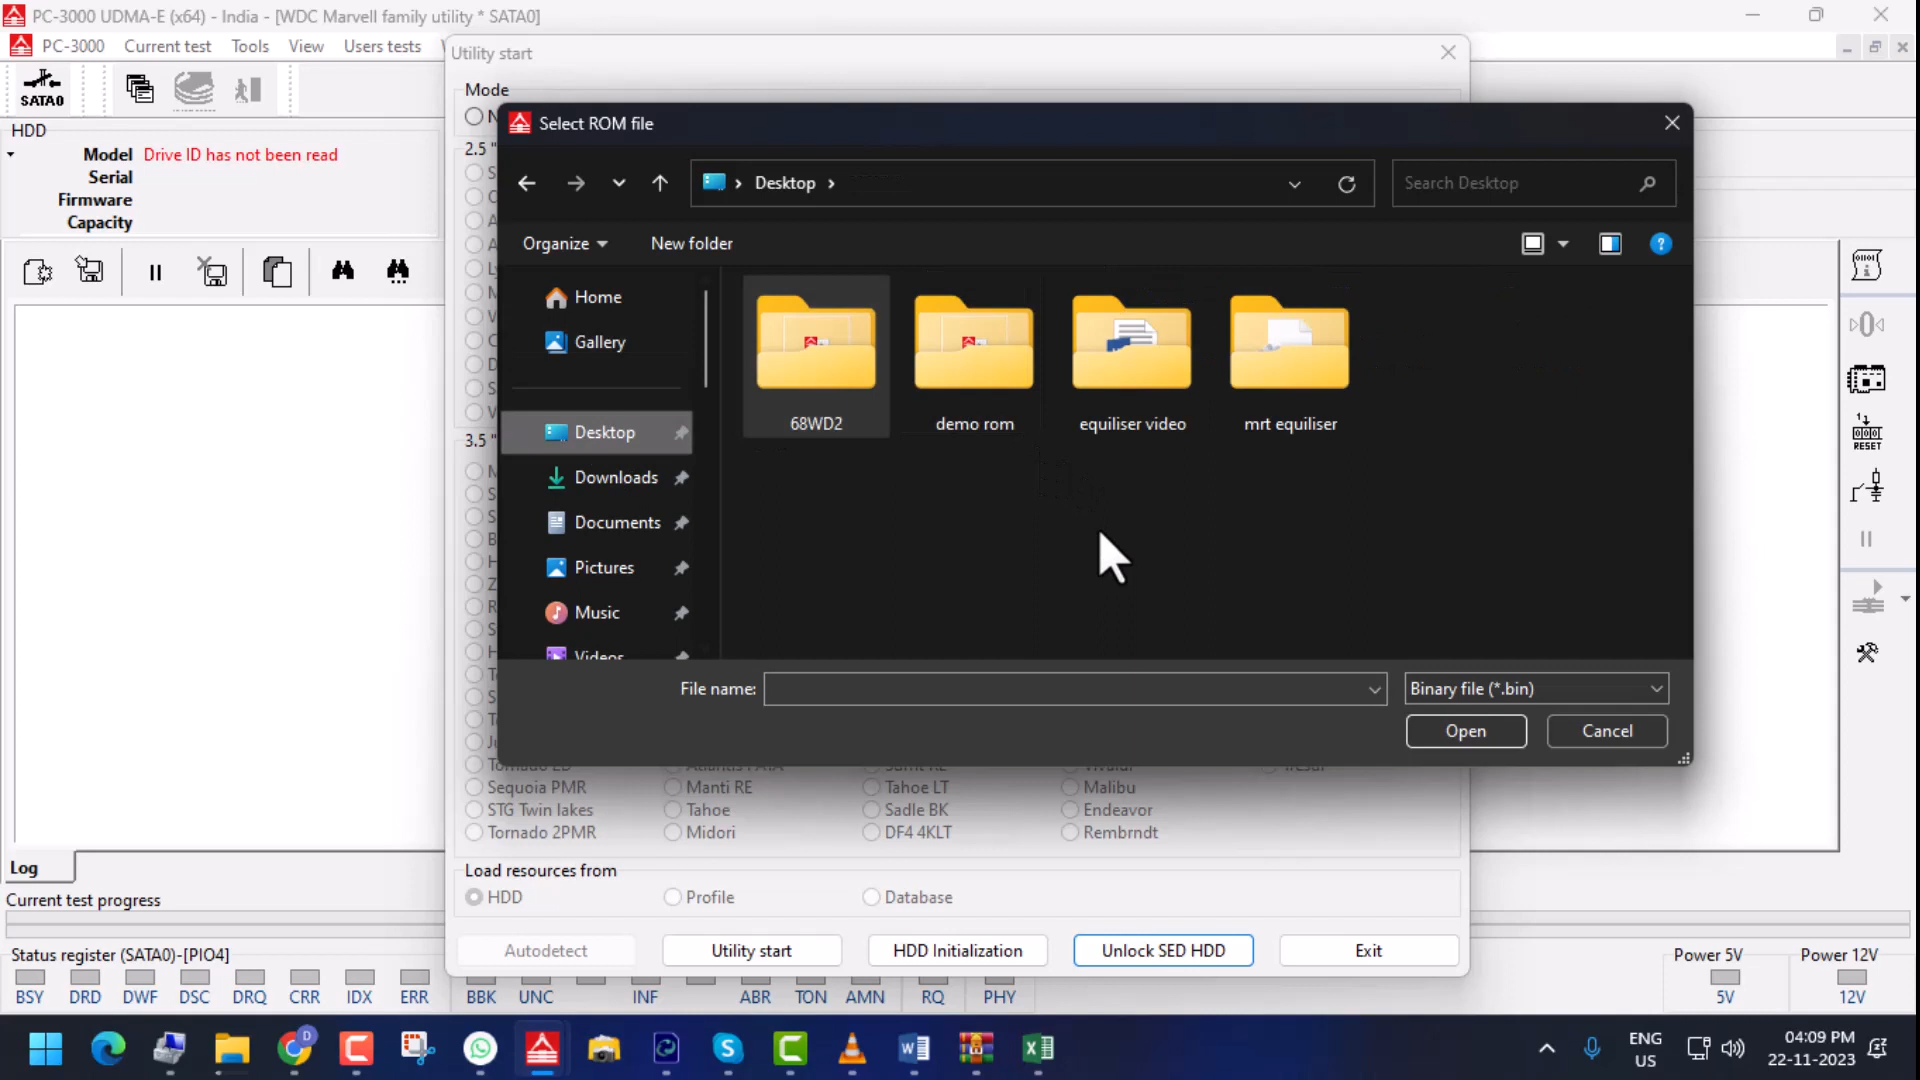 PC-3000 UDMA-E (x64) - India - [WDC Marvell family utility * SATA0]
PC-3000 Current test Tools View Users tests
Utility start
SATA0
Mode
HDD
Model Drive ID has not been read
Serial
Firmware
Capacity
2.5 "
3.5 "
Select ROM file
Desktop
Search Desktop
Organize New folder
Home
Gallery
Desktop
Downloads
Documents
Pictures
Music
Videos
68WD2 demo rom equiliser video mrt equiliser
File name: Binary file (*.bin)
Open Cancel
RESET
Sequoia PMR Manti RE Tahoe LT Malibu
STG Twin lakes Tahoe Sadle BK Endeavor
Tornado 2PMR Midori DF4 4KLT Rembrndt
Load resources from
HDD Profile Database
Autodetect Utility start HDD Initialization Unlock SED HDD Exit
Log
Current test progress
Status register (SATA0)-[PIO4]
BSY DRD DWF DSC DRQ CRR IDX ERR BBK UNC INF ABR TON AMN RQ PHY
Power 5V Power 12V
5V 12V
ENG
US
04:09 PM
22-11-2023